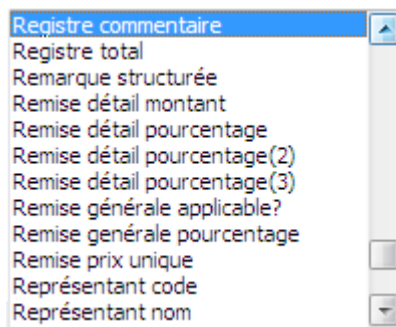 Registre commentaire
Registre total
Remarque structurée
Remise détail montant
Remise détail pourcentage
Remise détail pourcentage(2)
Remise détail pourcentage(3)
Remise générale applicable?
Remise genérale pourcentage
Remise prix unique
Représentant code
Représentant nom